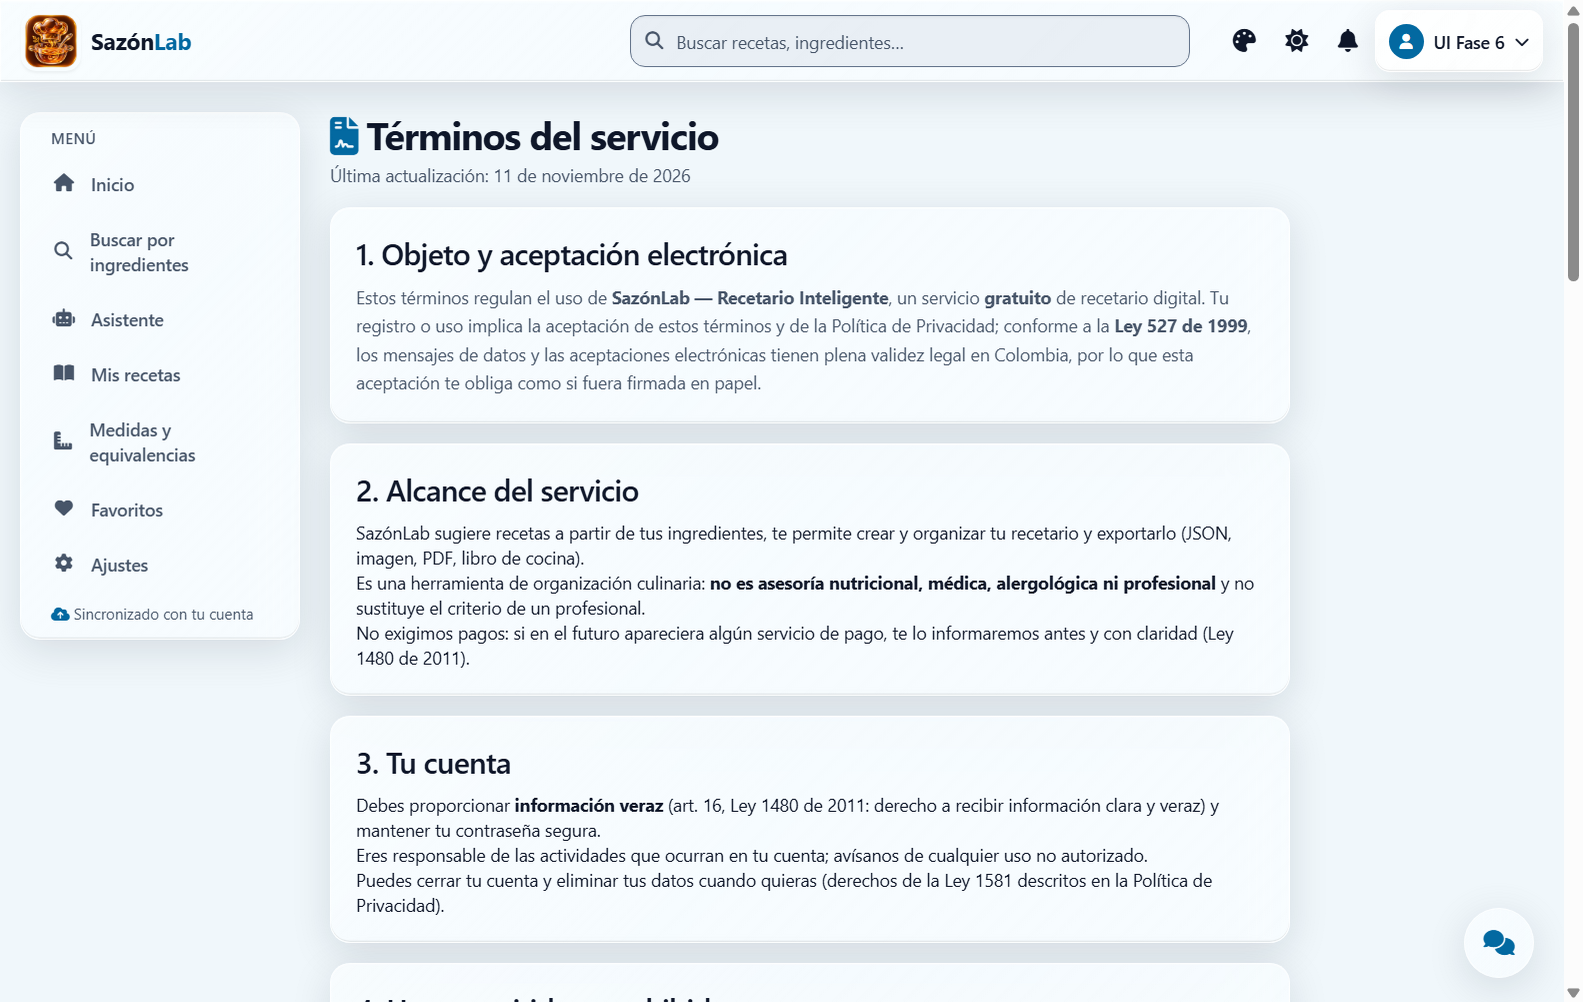 SazónLab
Buscar recetas, ingredientes...
UI Fase 6
MENÚ
Inicio
Buscar por
ingredientes
Asistente
Mis recetas
Medidas y
equivalencias
Favoritos
Ajustes
Sincronizado con tu cuenta
Términos del servicio
Última actualización: 11 de noviembre de 2026
1. Objeto y aceptación electrónica
Estos términos regulan el uso de SazónLab — Recetario Inteligente, un servicio gratuito de recetario digital. Tu
registro o uso implica la aceptación de estos términos y de la Política de Privacidad; conforme a la Ley 527 de 1999,
los mensajes de datos y las aceptaciones electrónicas tienen plena validez legal en Colombia, por lo que esta
aceptación te obliga como si fuera firmada en papel.
2. Alcance del servicio
SazónLab sugiere recetas a partir de tus ingredientes, te permite crear y organizar tu recetario y exportarlo (JSON,
imagen, PDF, libro de cocina).
Es una herramienta de organización culinaria: no es asesoría nutricional, médica, alergológica ni profesional y no
sustituye el criterio de un profesional.
No exigimos pagos: si en el futuro apareciera algún servicio de pago, te lo informaremos antes y con claridad (Ley
1480 de 2011).
3. Tu cuenta
Debes proporcionar información veraz (art. 16, Ley 1480 de 2011: derecho a recibir información clara y veraz) y
mantener tu contraseña segura.
Eres responsable de las actividades que ocurran en tu cuenta; avísanos de cualquier uso no autorizado.
Puedes cerrar tu cuenta y eliminar tus datos cuando quieras (derechos de la Ley 1581 descritos en la Política de
Privacidad).